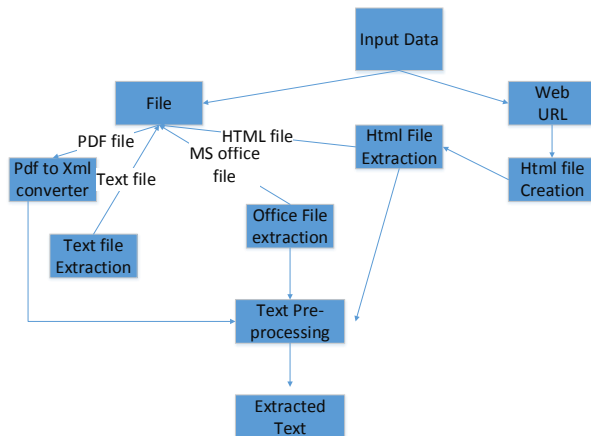 Input Data
File
Web
URL
PDF file
HTML file
MS office
file
Html File
Extraction
Pdf to Xml
converter
Text file
Html file
Creation
Office File
extraction
Text file
Extraction
Text Pre-
processing
Extracted
Text